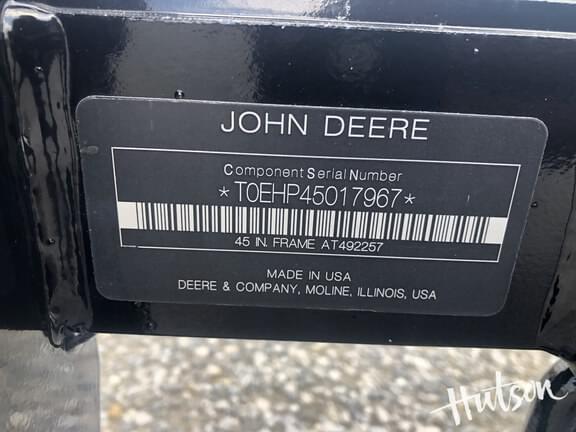 JOHN DEERE
Component Serial Number
*T0EHP45017967*
45 IN. FRAME AT492257
MADE IN USA
DEERE & COMPANY, MOLINE, ILLINOIS, USA
Hutson